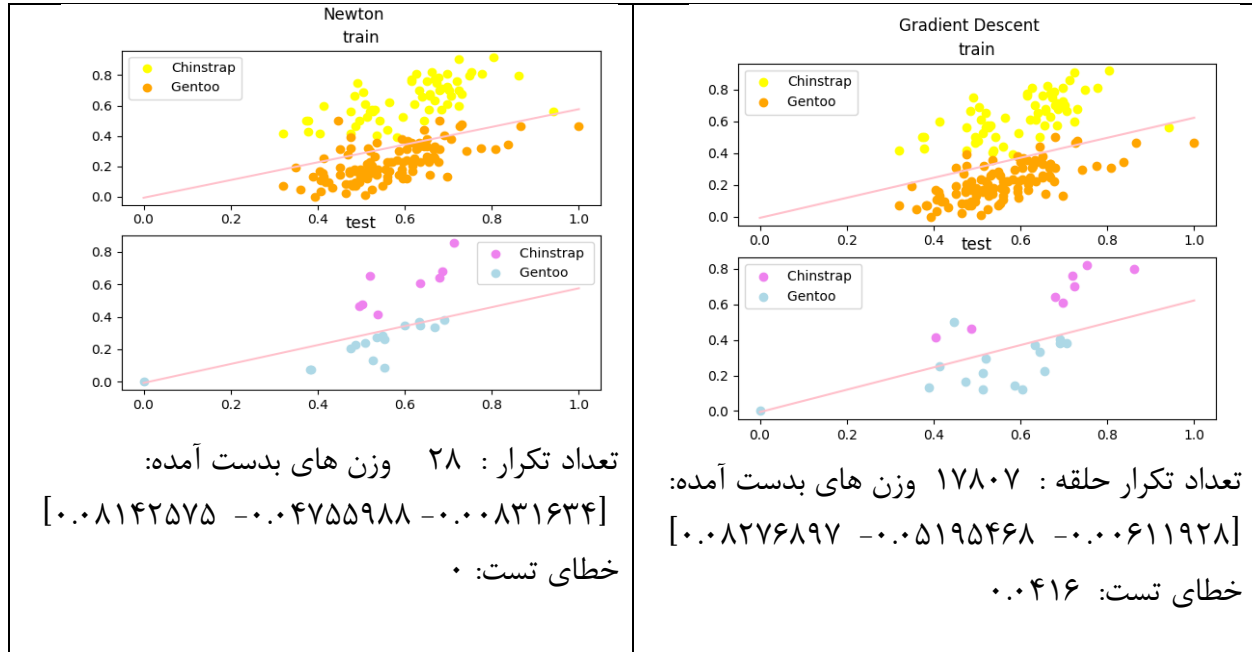 Newton
train
Chinstrap
Gentoo
0.8
0.6
0.4
0.2
0.0
0.0 0.2 0.4 0.6 0.8 1.0
test
Chinstrap
Gentoo
0.8
0.6
0.4
0.2
0.0
0.0 0.2 0.4 0.6 0.8 1.0
تعداد تکرار : ۲۸ وزن های بدست آمده:
[۰.۰۸۱۴۲۵۷۵ -۰.۰۴۷۵۵۹۸۸ -۰.۰۰۸۳۱۶۳۴]
خطای تست: ۰
Gradient Descent
train
Chinstrap
Gentoo
0.8
0.6
0.4
0.2
0.0
0.0 0.2 0.4 0.6 0.8 1.0
test
Chinstrap
Gentoo
0.8
0.6
0.4
0.2
0.0
0.0 0.2 0.4 0.6 0.8 1.0
تعداد تکرار حلقه : ۱۷۸۰۷ وزن های بدست آمده:
[۰.۰۸۲۷۶۸۹۷ -۰.۰۵۱۹۵۴۶۸ -۰.۰۰۶۱۱۹۲۸]
خطای تست: ۰.۰۴۱۶